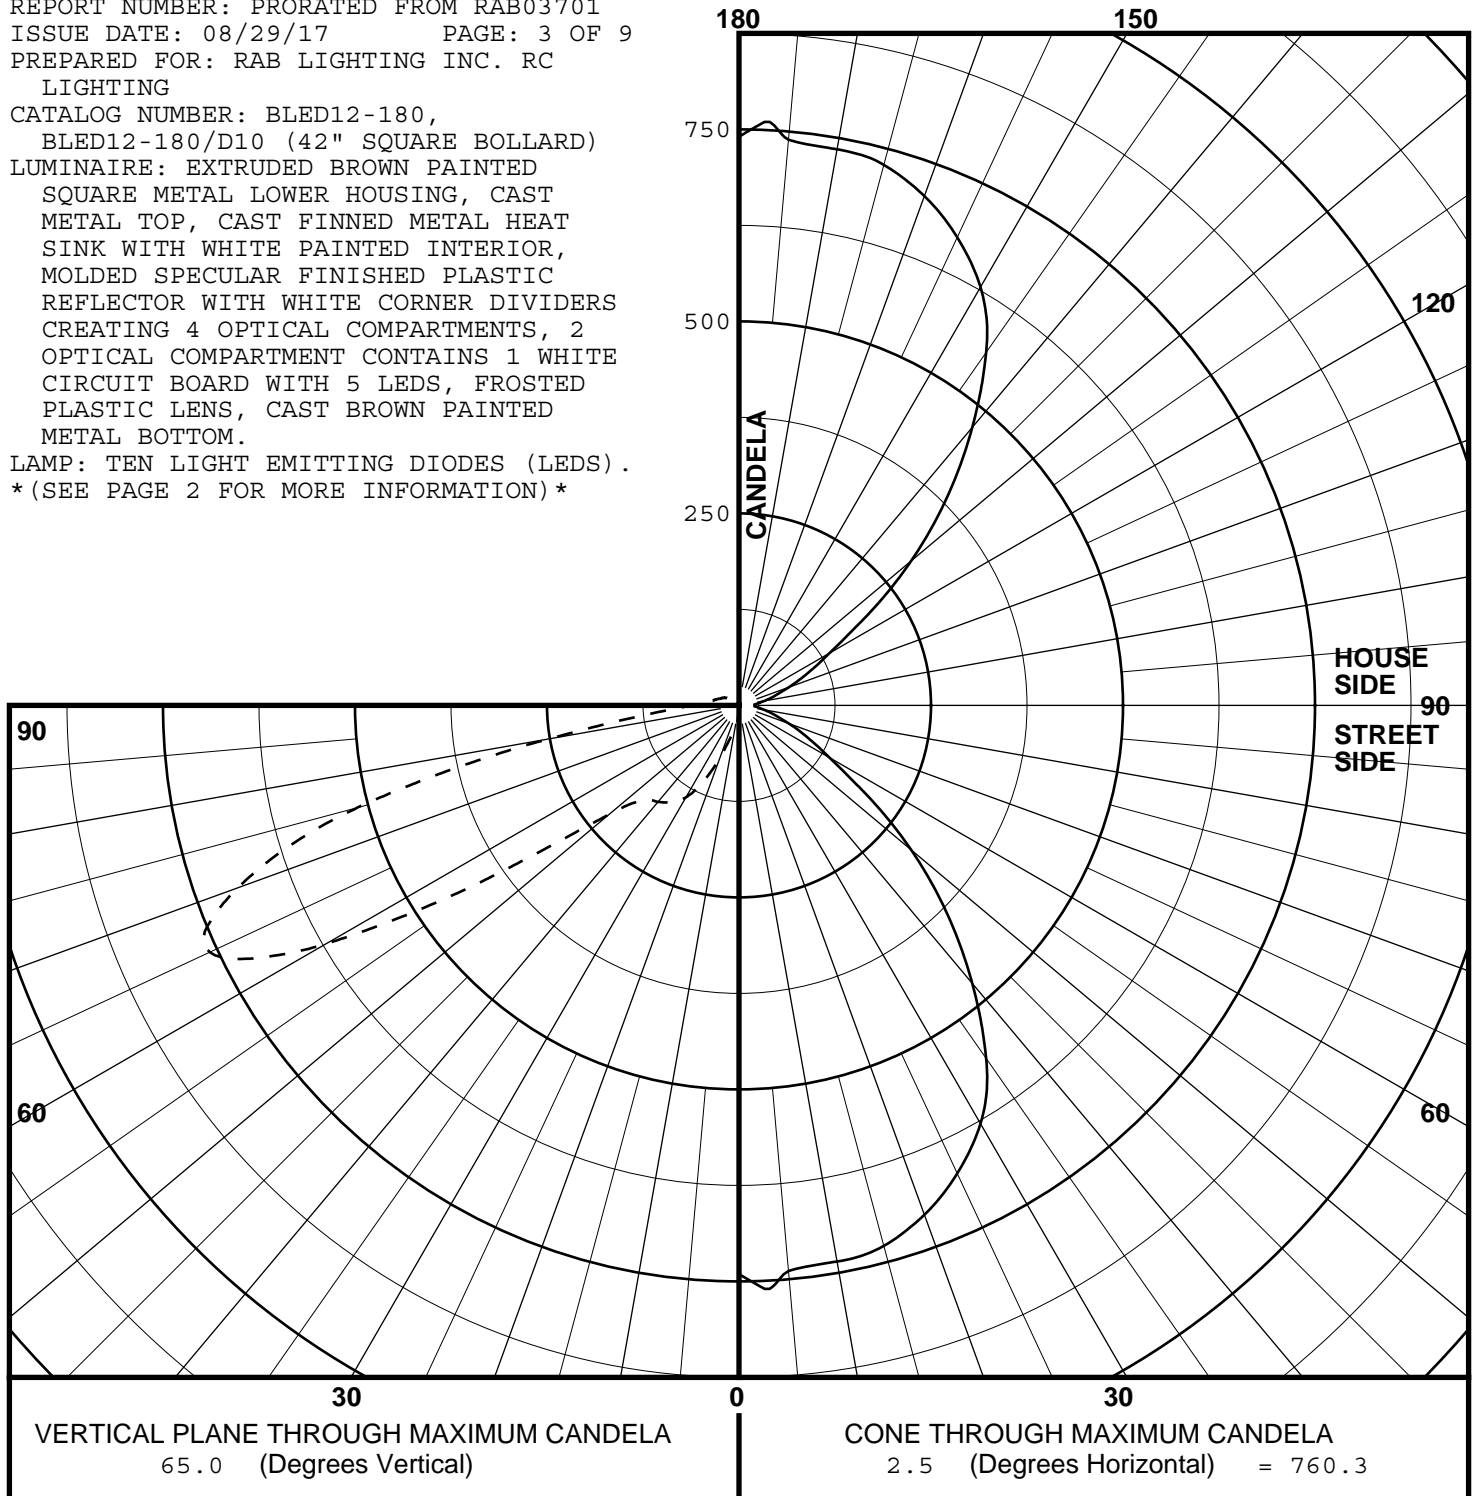 REPORT NUMBER: PRORATED FROM RAB03701
ISSUE DATE: 08/29/17 PAGE: 3 OF 9
PREPARED FOR: RAB LIGHTING INC. RC
LIGHTING
CATALOG NUMBER: BLED12-180,
BLED12-180/D10 (42" SQUARE BOLLARD)
LUMINAIRE: EXTRUDED BROWN PAINTED
SQUARE METAL LOWER HOUSING, CAST
METAL TOP, CAST FINNED METAL HEAT
SINK WITH WHITE PAINTED INTERIOR,
MOLDED SPECULAR FINISHED PLASTIC
REFLECTOR WITH WHITE CORNER DIVIDERS
CREATING 4 OPTICAL COMPARTMENTS, 2
OPTICAL COMPARTMENT CONTAINS 1 WHITE
CIRCUIT BOARD WITH 5 LEDS, FROSTED
PLASTIC LENS, CAST BROWN PAINTED
METAL BOTTOM.
LAMP: TEN LIGHT EMITTING DIODES (LEDS).
*(SEE PAGE 2 FOR MORE INFORMATION)*
180
150
750
120
500
CANDELA
250
HOUSE
SIDE
90
90
STREET
SIDE
60
60
30
0
30
VERTICAL PLANE THROUGH MAXIMUM CANDELA
65.0 (Degrees Vertical)
CONE THROUGH MAXIMUM CANDELA
2.5 (Degrees Horizontal) = 760.3